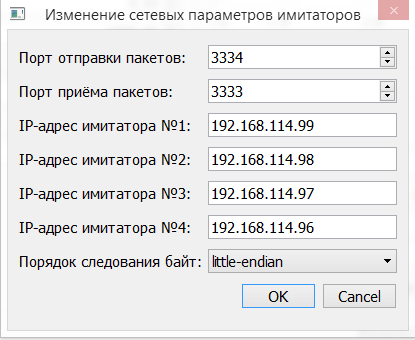 Изменение сетевых параметров имитаторов
Порт отправки пакетов: 3334
Порт приёма пакетов: 3333
IP-адрес имитатора №1: 192.168.114.99
IP-адрес имитатора №2: 192.168.114.98
IP-адрес имитатора №3: 192.168.114.97
IP-адрес имитатора №4: 192.168.114.96
Порядок следования байт: little-endian
OK Cancel